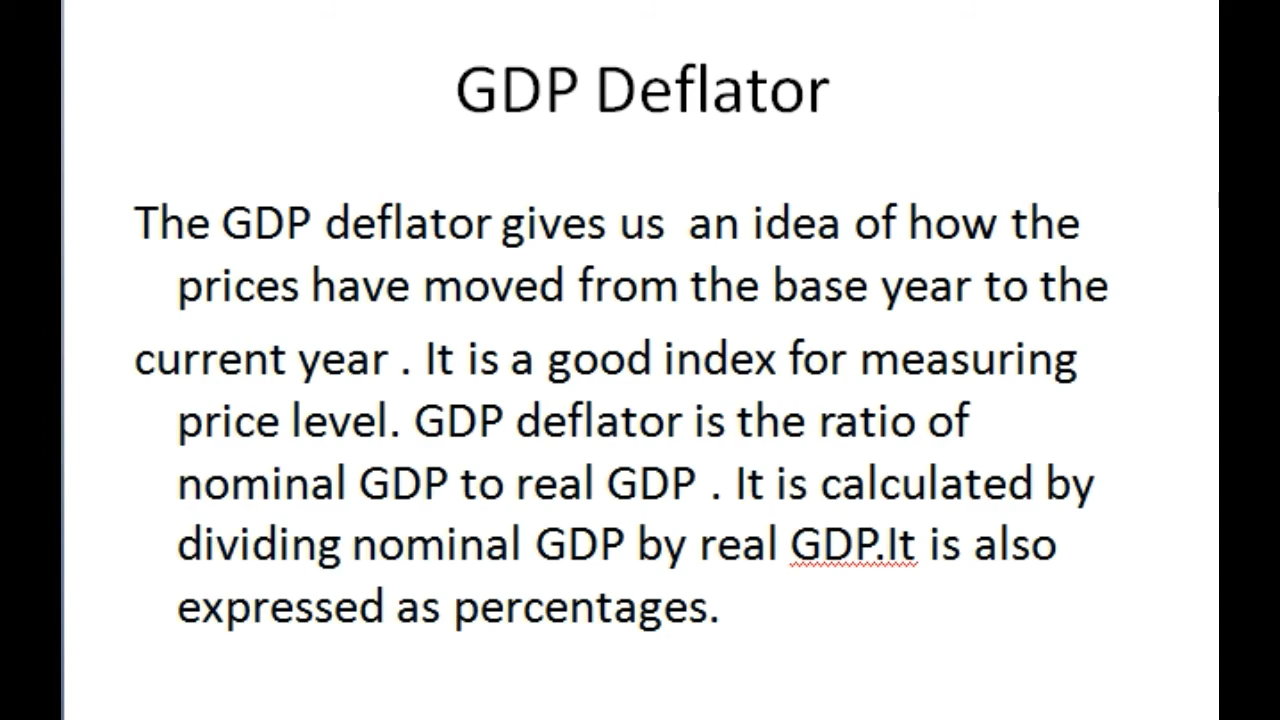 GDP Deflator
The GDP deflator gives us  an idea of how the
prices have moved from the base year to the
current year . It is a good index for measuring
price level. GDP deflator is the ratio of
nominal GDP to real GDP . It is calculated by
dividing nominal GDP by real GDP.It is also
expressed as percentages.